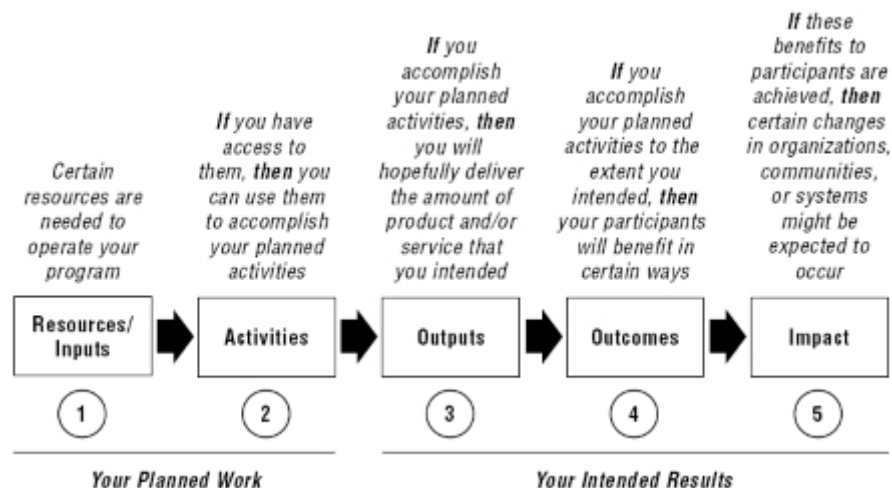 Certain
resources are
needed to
operate your
program
If you have
access to
them, then you
can use them
to accomplish
your planned
activities
If you
accomplish
your planned
activities, then
you will
hopefully deliver
the amount of
product and/or
service that
you intended
If you
accomplish
your planned
activities to the
extent you
intended, then
your participants
will benefit in
certain ways
If these
benefits to
participants are
achieved, then
certain changes
in organizations,
communities,
or systems
might be
expected to
occur
Resources/
Inputs
Activities
Outputs
Outcomes
Impact
1
2
3
4
5
Your Planned Work
Your Intended Results